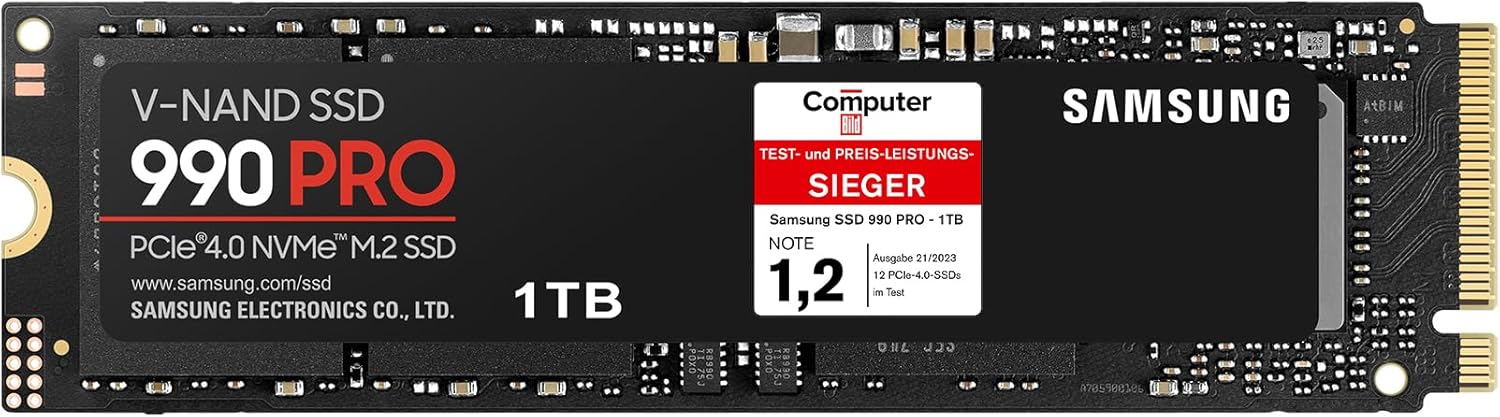 V-NAND SSD
990 PRO
PCIe®4.0 NVMe™ M.2 SSD
www.samsung.com/ssd
SAMSUNG ELECTRONICS CO., LTD.
1TB
Computer
Bild
TEST- und PREIS-LEISTUNGS-
SIEGER
Samsung SSD 990 PRO - 1TB
NOTE
1,2
Ausgabe 21/2023
12 PCIe-4.0-SSDs
im Test
SAMSUNG
AtBIM